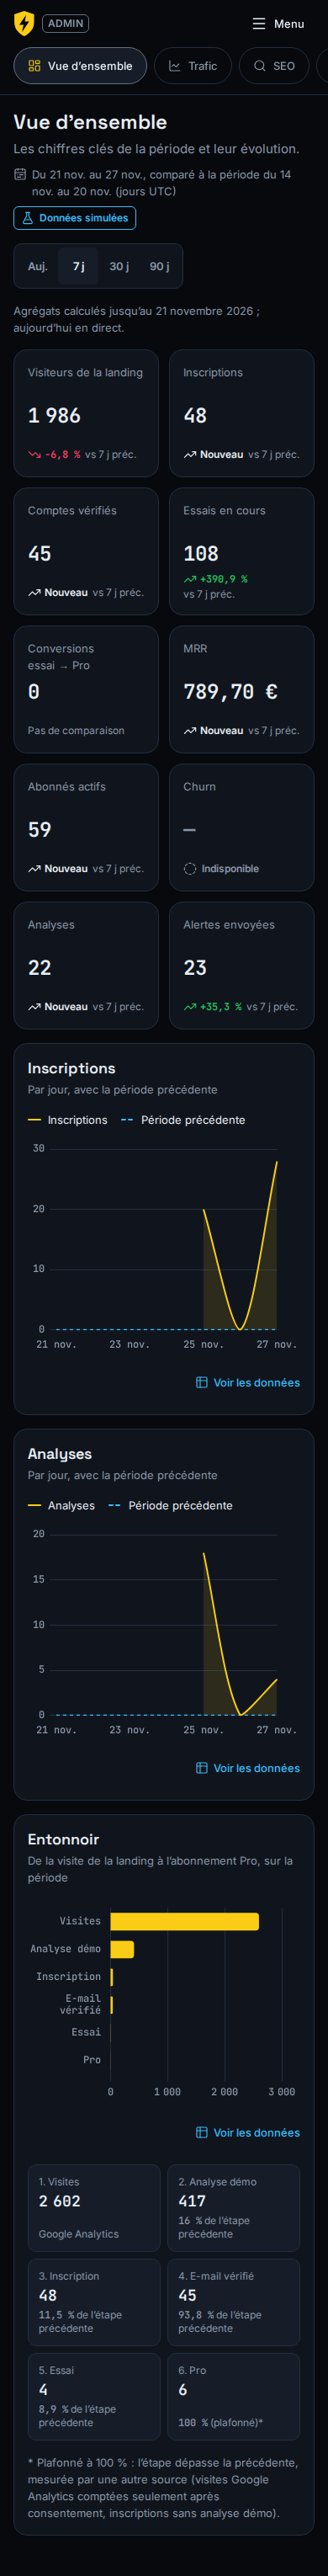 ADMIN
Menu
Vue d'ensemble
Trafic
SEO
Vue d'ensemble
Les chiffres clés de la période et leur évolution.
Du 21 nov. au 27 nov., comparé à la période du 14
nov. au 20 nov. (jours UTC)
Données simulées
Auj.
7 j
30 j
90 j
Agrégats calculés jusqu'au 21 novembre 2026 ;
aujourd'hui en direct.
Visiteurs de la landing
1 986
-6,8 % vs 7 j préc.
Inscriptions
48
Nouveau vs 7 j préc.
Comptes vérifiés
45
Nouveau vs 7 j préc.
Essais en cours
108
+390,9 %
vs 7 j préc.
Conversions
essai → Pro
0
Pas de comparaison
MRR
789,70 €
Nouveau vs 7 j préc.
Abonnés actifs
59
Nouveau vs 7 j préc.
Churn
—
Indisponible
Analyses
22
Nouveau vs 7 j préc.
Alertes envoyées
23
+35,3 % vs 7 j préc.
Inscriptions
Par jour, avec la période précédente
Inscriptions
Période précédente
30
20
10
0
21 nov.
23 nov.
25 nov.
27 nov.
Voir les données
Analyses
Par jour, avec la période précédente
Analyses
Période précédente
20
15
10
5
0
21 nov.
23 nov.
25 nov.
27 nov.
Voir les données
Entonnoir
De la visite de la landing à l'abonnement Pro, sur la
période
Visites
Analyse démo
Inscription
E-mail
vérifié
Essai
Pro
0
1 000
2 000
3 000
Voir les données
1. Visites
2 602
Google Analytics
2. Analyse démo
417
16 % de l'étape
précédente
3. Inscription
48
11,5 % de l'étape
précédente
4. E-mail vérifié
45
93,8 % de l'étape
précédente
5. Essai
4
8,9 % de l'étape
précédente
6. Pro
6
100 % (plafonné)*
* Plafonné à 100 % : l'étape dépasse la précédente,
mesurée par une autre source (visites Google
Analytics comptées seulement après
consentement, inscriptions sans analyse démo).